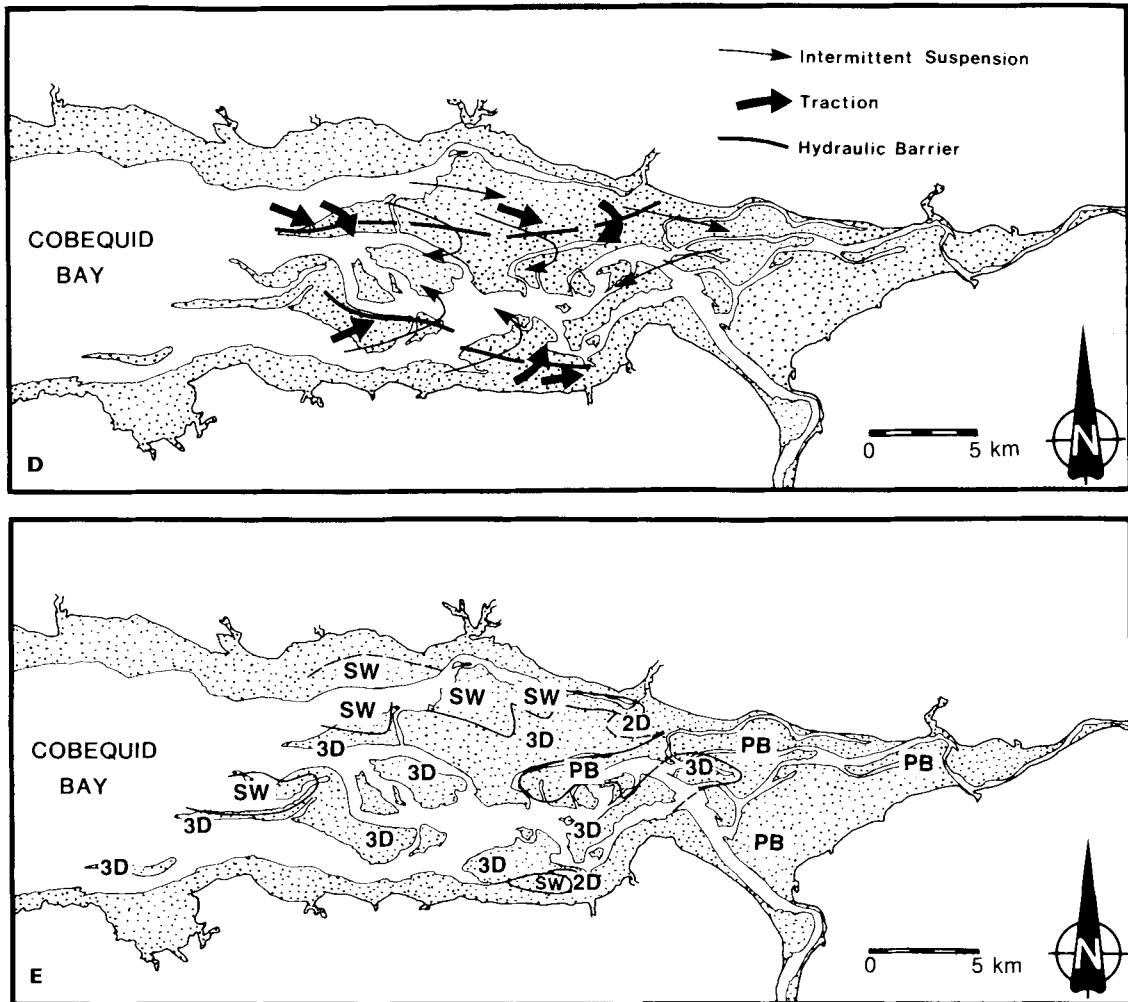 Intermittent Suspension
Traction
Hydraulic Barrier
COBEQUID
BAY
N
0 5 km
D
SW
SW
SW
SW
2D
3D
3D
PB
3D
PB
PB
3D
COBEQUID
BAY
SW
3D
3D
3D
PB
3D
3D
SW
2D
N
0 5 km
E